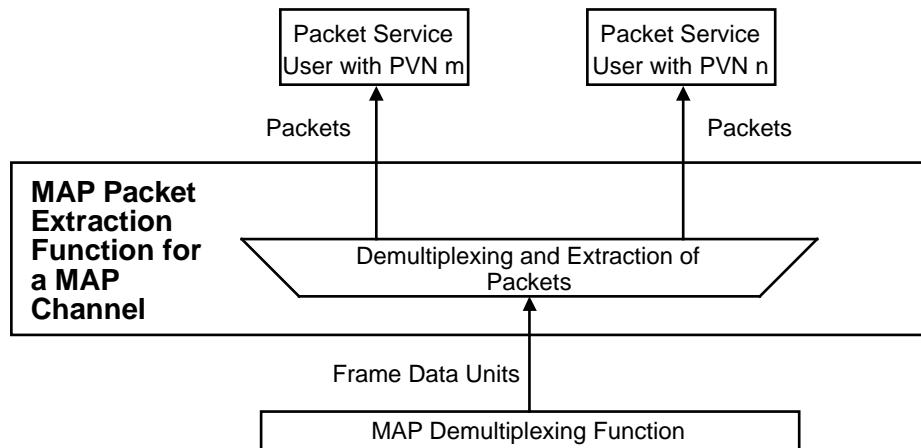 Packet Service
User with PVN m
Packet Service
User with PVN n
Packets
Packets
MAP Packet
Extraction
Function for
a MAP
Channel
Demultiplexing and Extraction of
Packets
Frame Data Units
MAP Demultiplexing Function